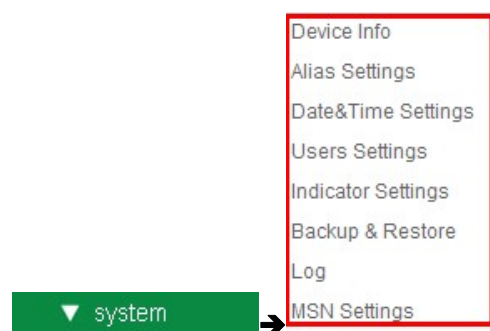 Device Info
Alias Settings
Date&Time Settings
Users Settings
Indicator Settings
Backup & Restore
Log
▼ system
MSN Settings